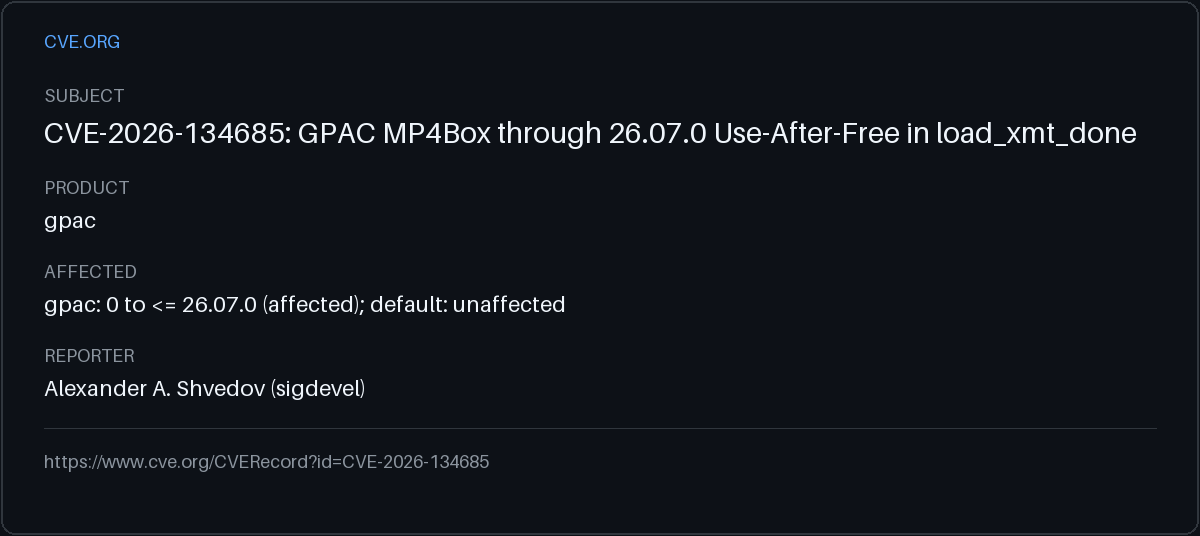 CVE.ORG
SUBJECT
CVE-2026-134685: GPAC MP4Box through 26.07.0 Use-After-Free in load_xmt_done
PRODUCT
gpac
AFFECTED
gpac: 0 to <= 26.07.0 (affected); default: unaffected
REPORTER
Alexander A. Shvedov (sigdevel)
https://www.cve.org/CVERecord?id=CVE-2026-134685